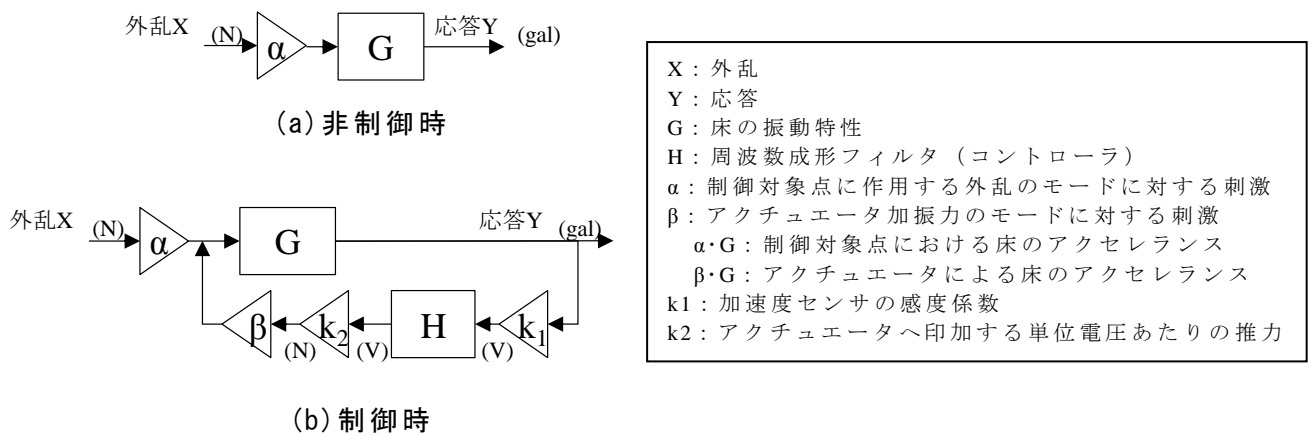 外乱X (N) α G 応答Y (gal)
(a)非制御時
外乱X (N) α G 応答Y (gal)
β (N) k2 (V) H (V) k1
(b)制御時
X：外乱
Y：応答
G：床の振動特性
H：周波数成形フィルタ（コントローラ）
α：制御対象点に作用する外乱のモードに対する刺激
β：アクチュエータ加振力のモードに対する刺激
α･G：制御対象点における床のアクセレランス
β･G：アクチュエータによる床のアクセレランス
k1：加速度センサの感度係数
k2：アクチュエータへ印加する単位電圧あたりの推力